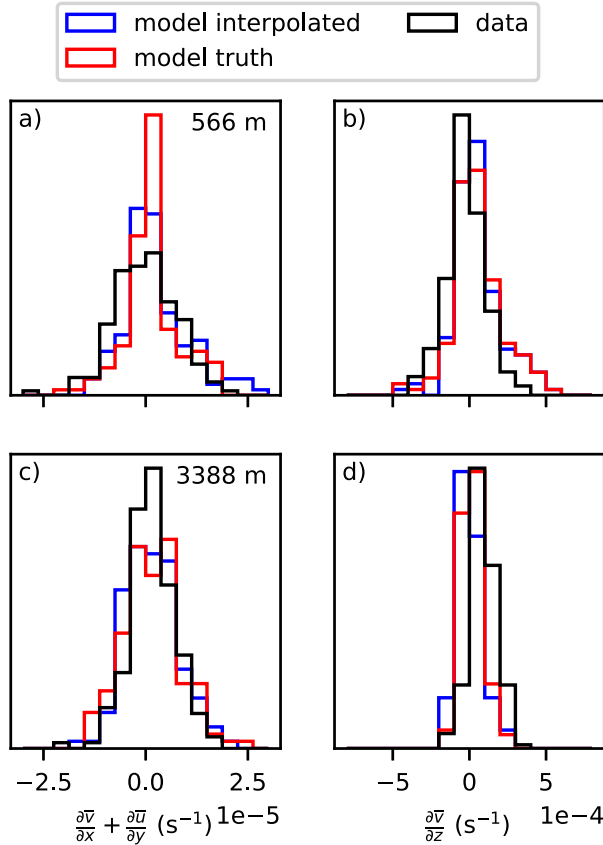 model interpolated
model truth
data
a)
566 m
b)
c)
3388 m
d)
−2.5 0.0 2.5
1e−5
∂v̅/∂x + ∂u̅/∂y (s⁻¹)
−5 0 5
1e−4
∂v̅/∂z (s⁻¹)